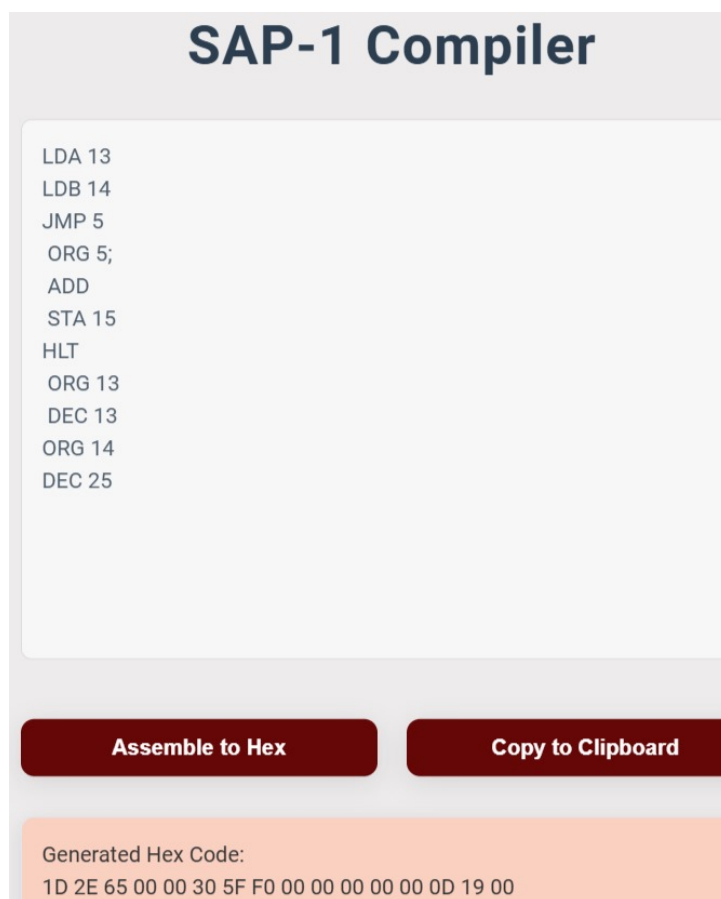 SAP-1 Compiler
LDA 13
LDB 14
JMP 5
ORG 5;
ADD
STA 15
HLT
ORG 13
DEC 13
ORG 14
DEC 25
Assemble to Hex
Copy to Clipboard
Generated Hex Code:
1D 2E 65 00 00 30 5F F0 00 00 00 00 00 0D 19 00